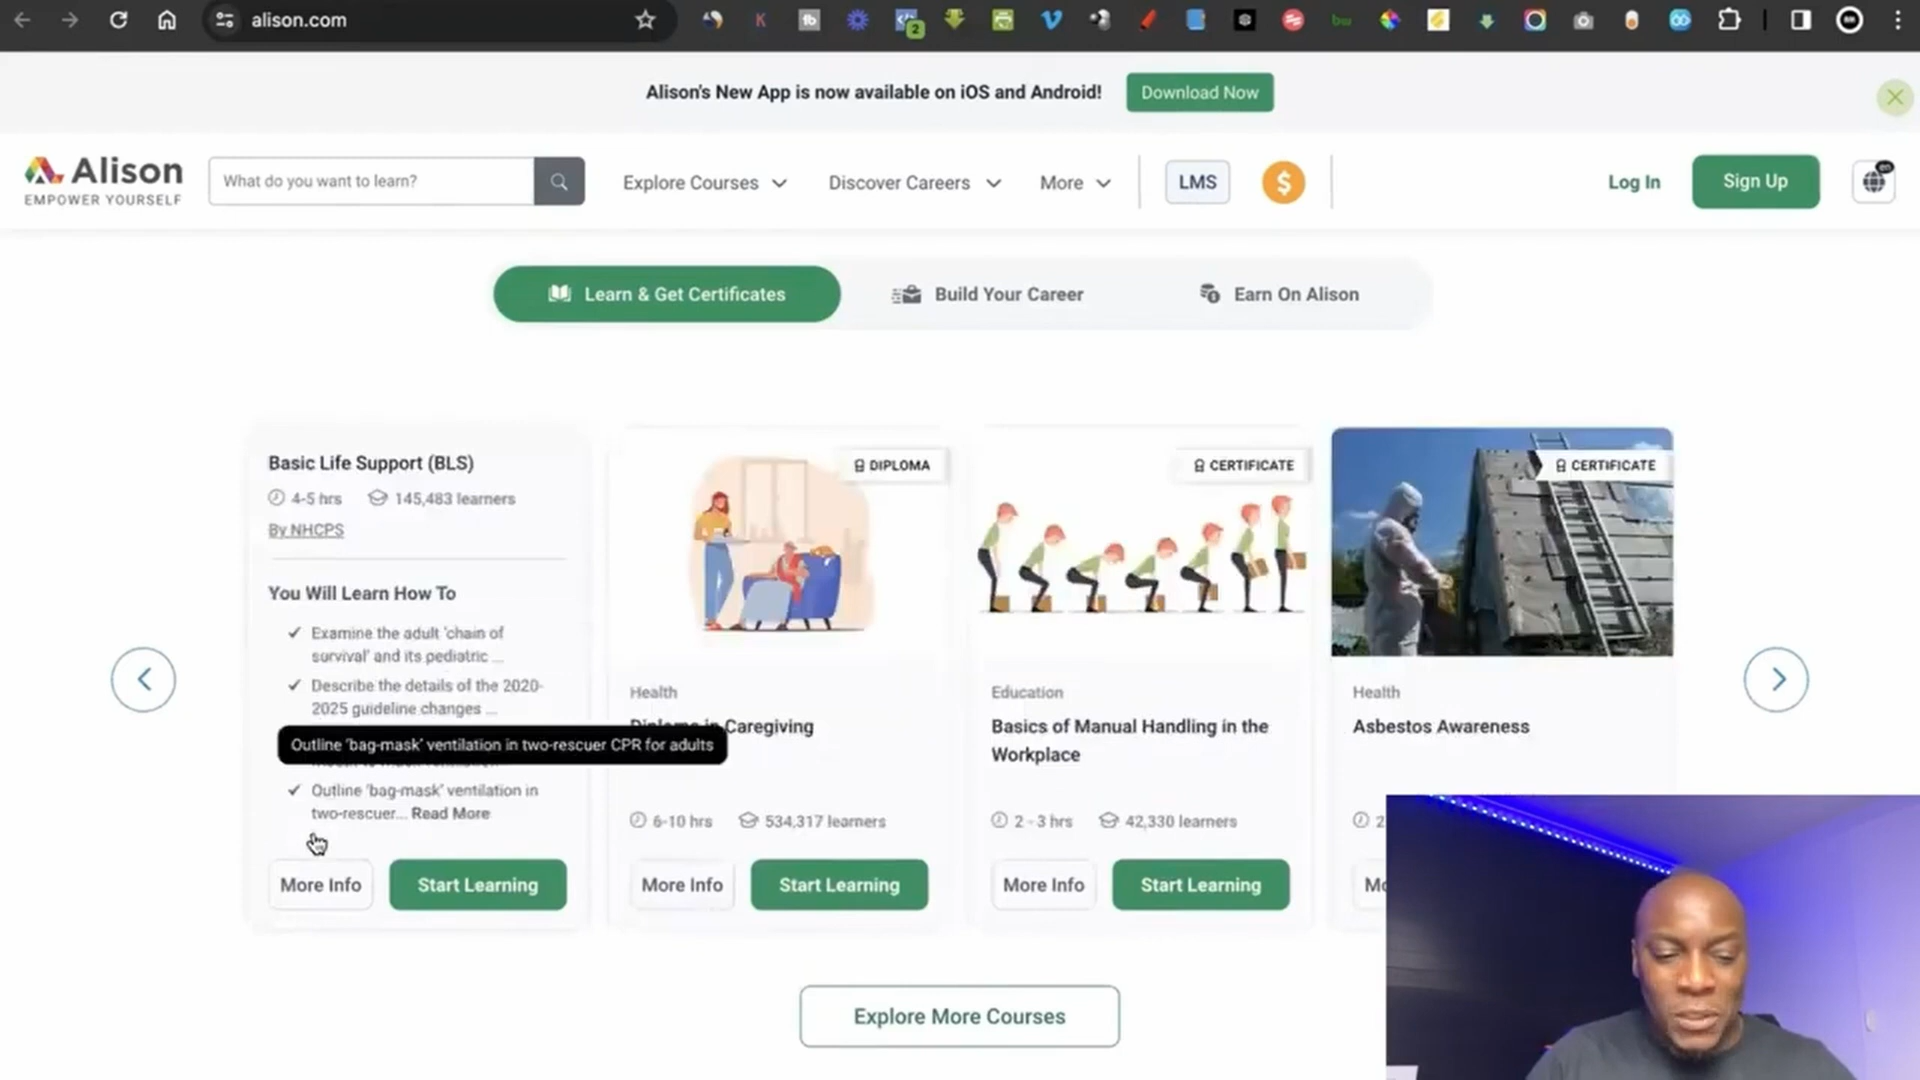 alison.com
2
Alison's New App is now available on iOS and Android!
Download Now
Alison
EMPOWER YOURSELF
What do you want to learn?
Explore Courses
Discover Careers
More
LMS
$
Log In
Sign Up
en
Learn & Get Certificates
Build Your Career
Earn On Alison
Basic Life Support (BLS)
4-5 hrs
145,483 learners
By NHCPS
You Will Learn How To
Examine the adult 'chain of
survival' and its pediatric ...
Describe the details of the 2020-
2025 guideline changes ...
Outline 'bag-mask' ventilation in two-rescuer CPR for adults
Outline 'bag-mask' ventilation in
two-rescuer... Read More
More Info
Start Learning
DIPLOMA
Health
Diploma in Caregiving
6-10 hrs
534,317 learners
More Info
Start Learning
CERTIFICATE
Education
Basics of Manual Handling in the
Workplace
2 - 3 hrs
42,330 learners
More Info
Start Learning
CERTIFICATE
Health
Asbestos Awareness
2
Mo
Explore More Courses